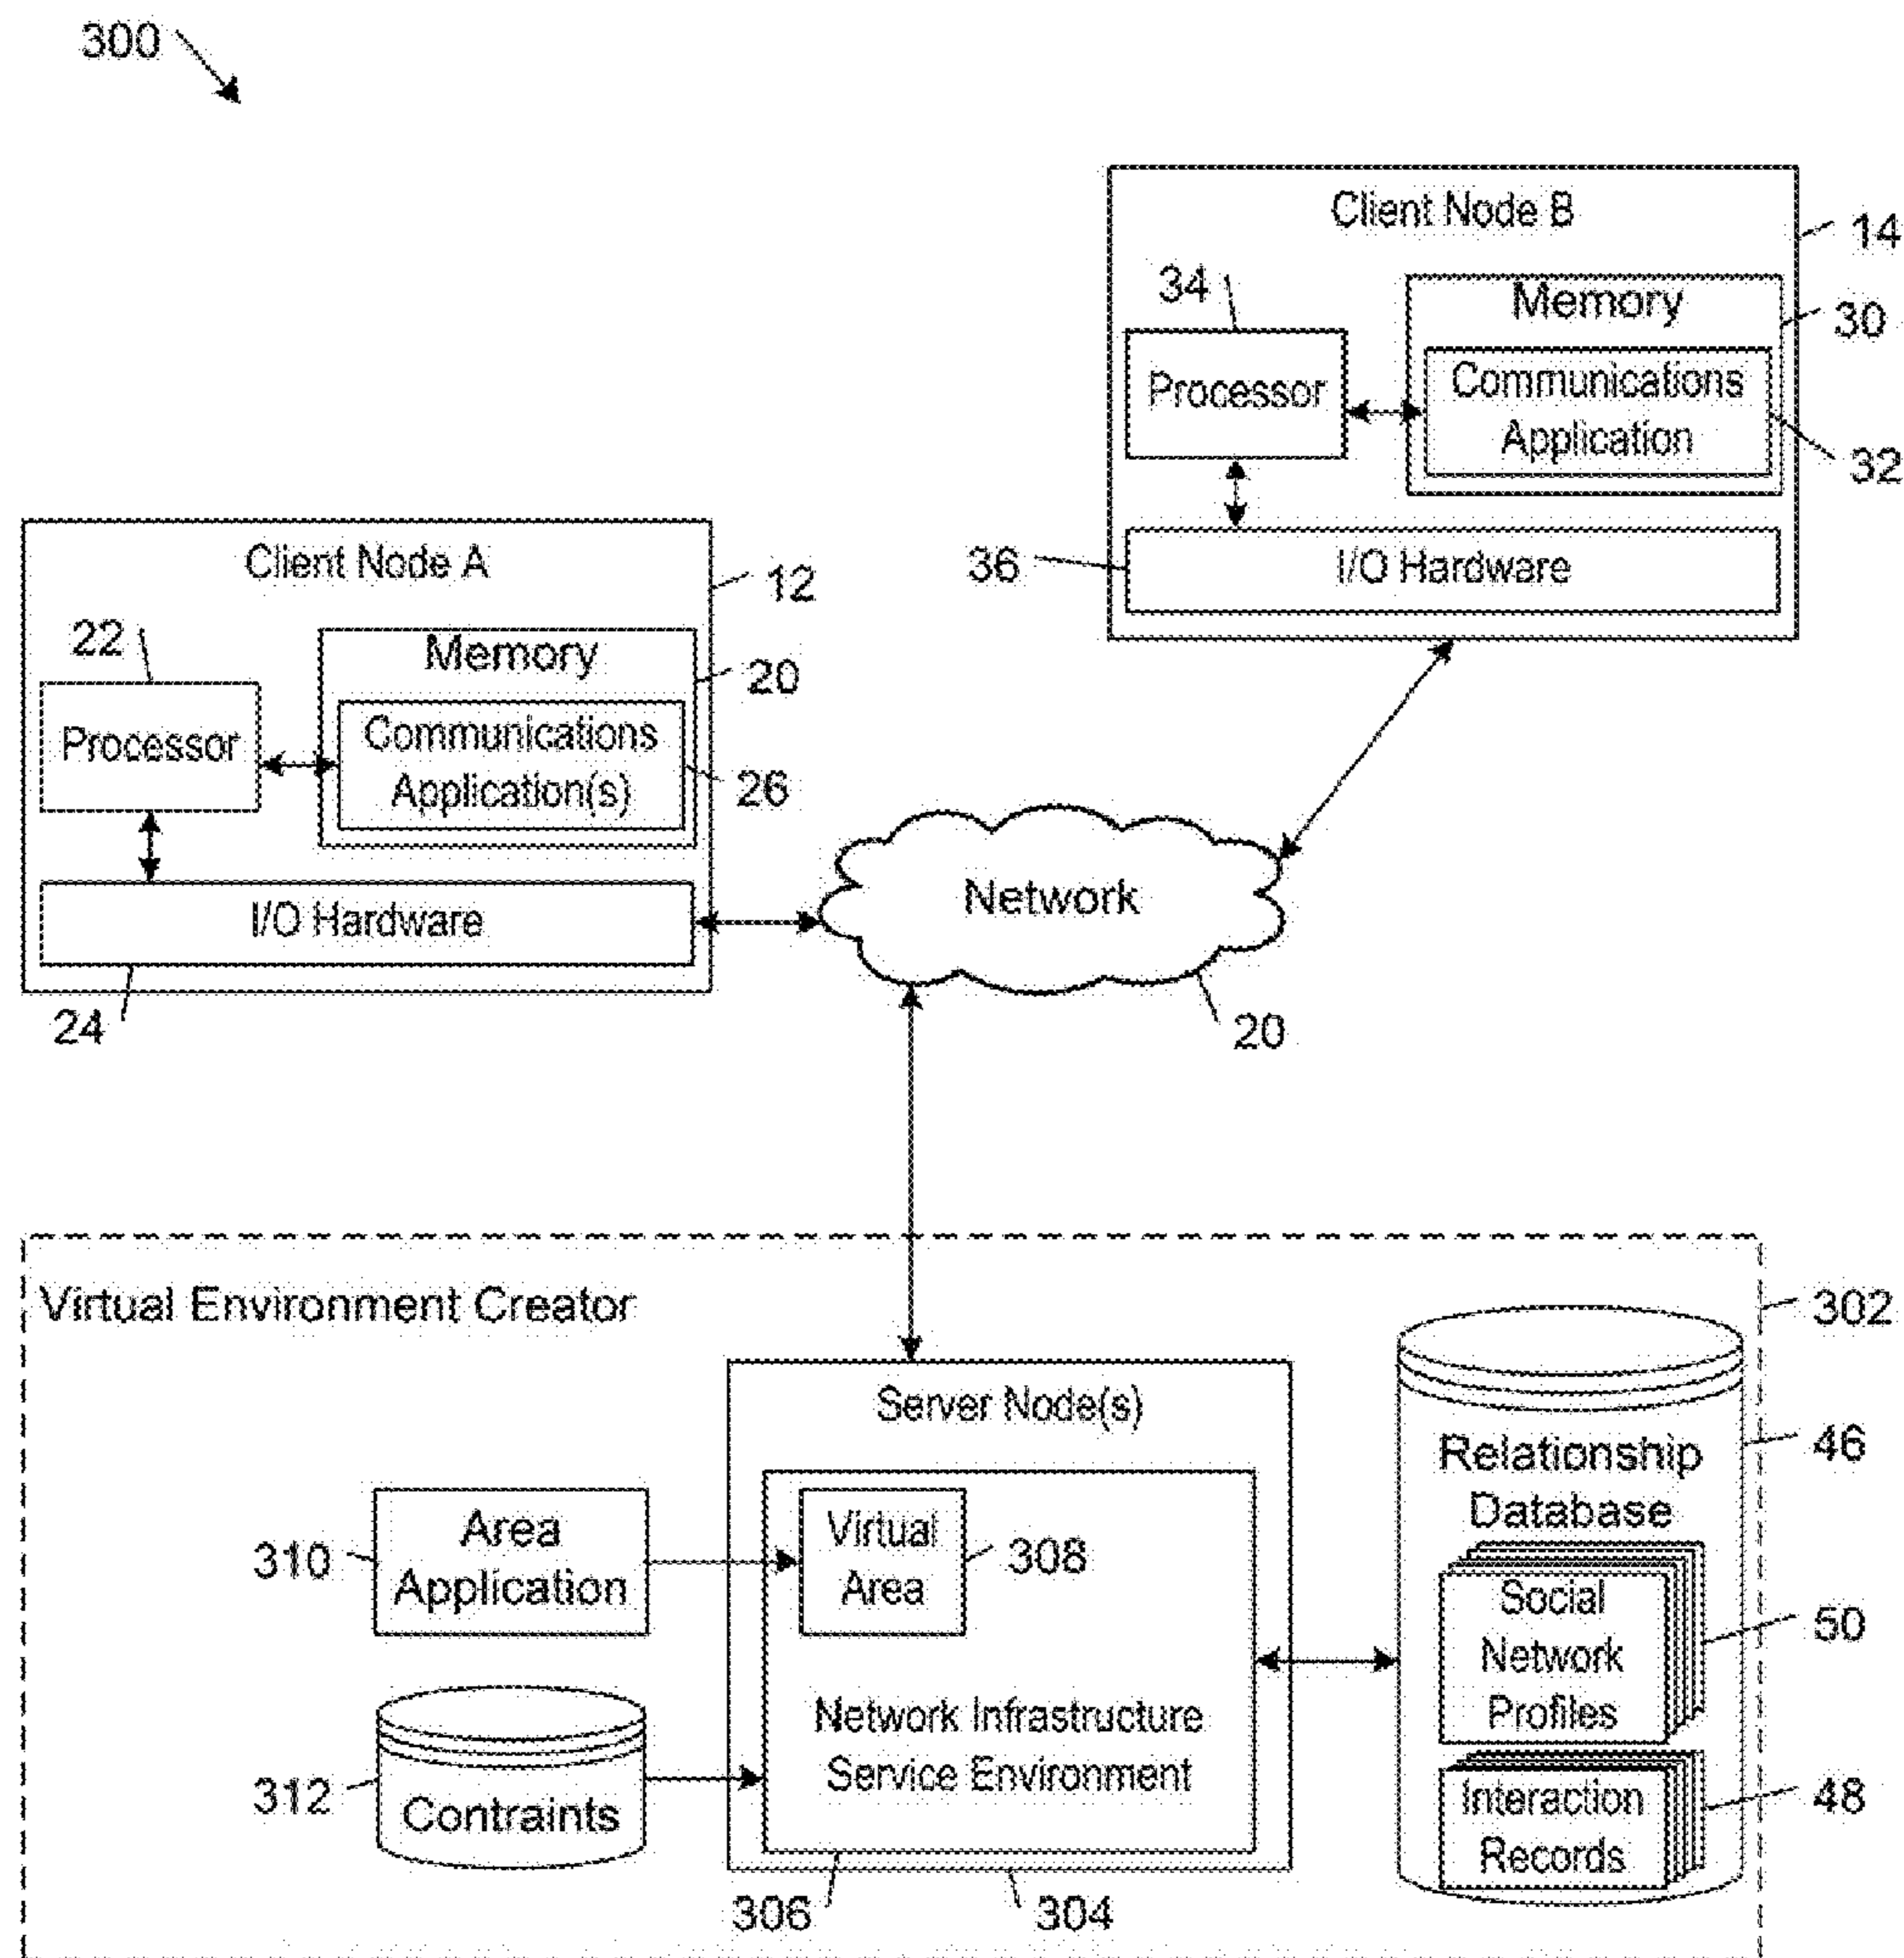 300
Client Node B
14
34
Memory
30
Processor
Communications
Application
32
36
I/O Hardware
Client Node A
12
22
Memory
20
Processor
Communications
Application(s)
26
I/O Hardware
24
Network
20
Virtual Environment Creator
302
Server Node(s)
46
Relationship
Database
310
Area
Application
Virtual
Area
308
Social
Network
Profiles
50
Network Infrastructure
Service Environment
312
Contraints
Interaction
Records
48
306
304